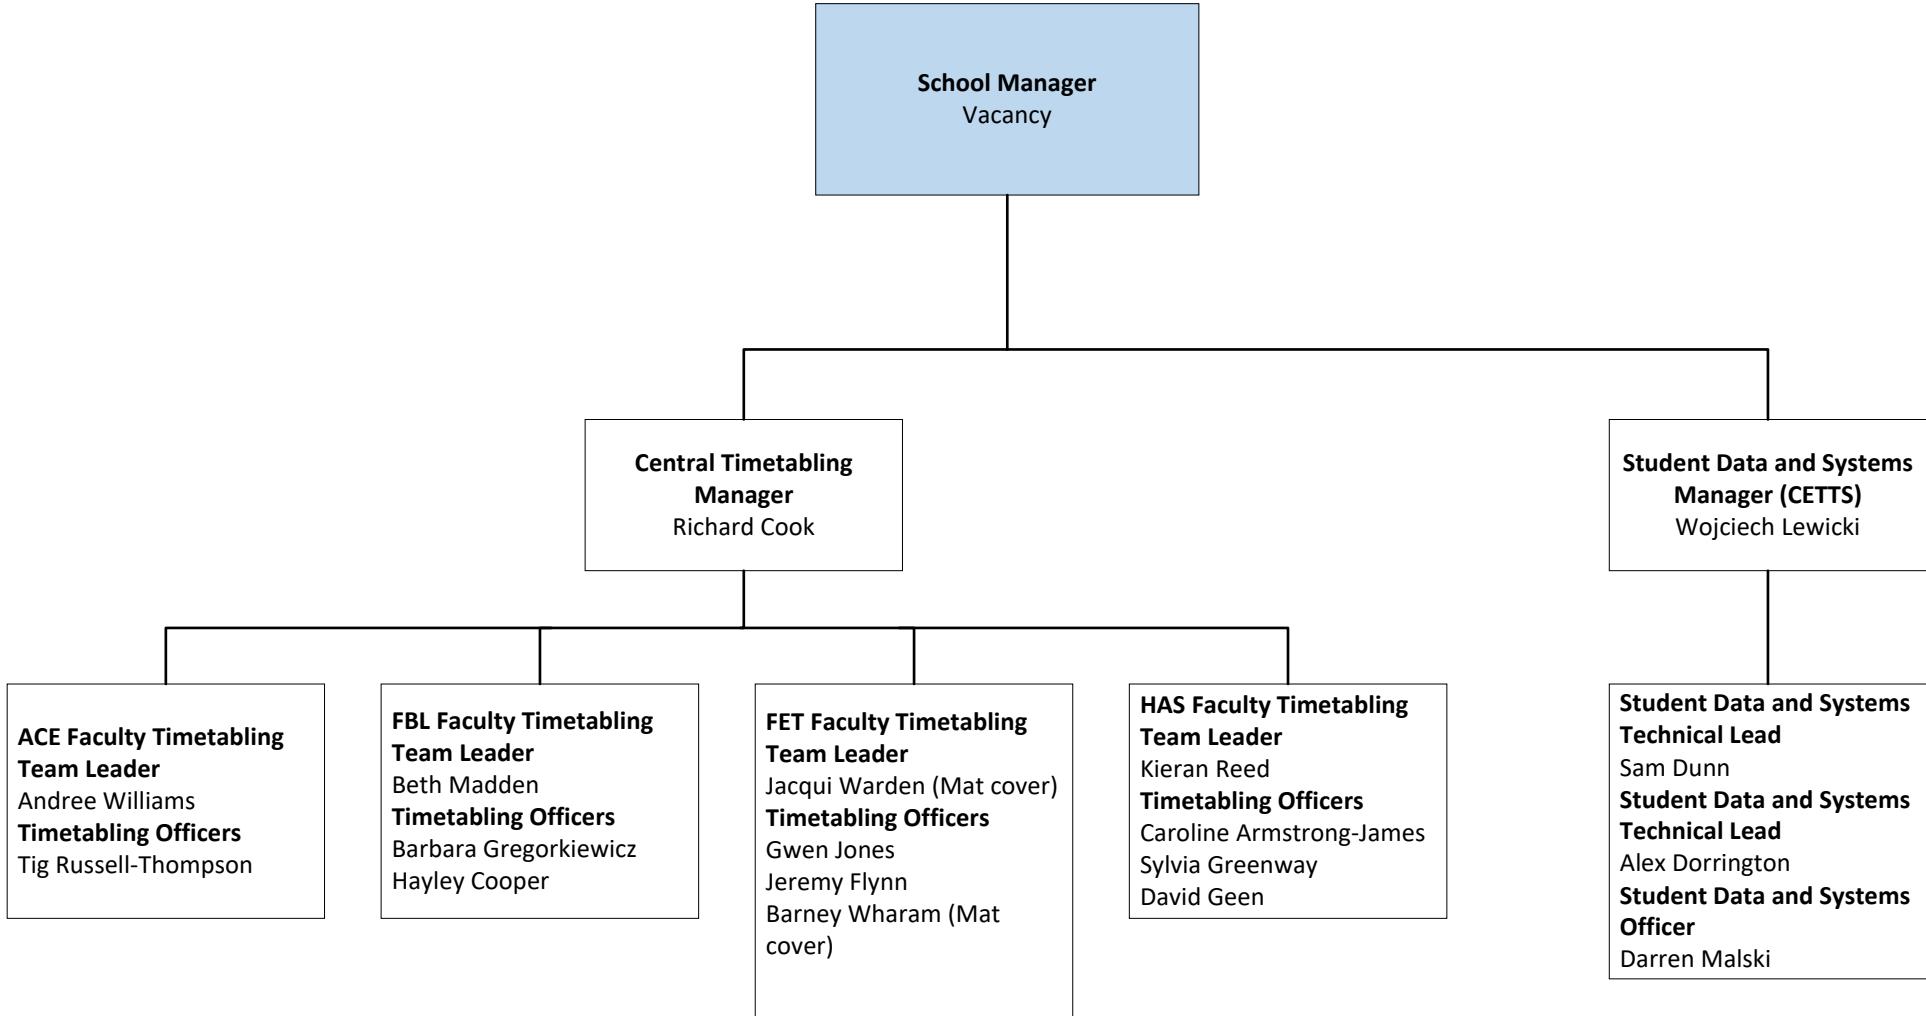 School Manager
Vacancy
Central Timetabling
Manager
Richard Cook
Student Data and Systems
Manager (CETTS)
Wojciech Lewicki
ACE Faculty Timetabling
Team Leader
Andree Williams
Timetabling Officers
Tig Russell-Thompson
FBL Faculty Timetabling
Team Leader
Beth Madden
Timetabling Officers
Barbara Gregorkiewicz
Hayley Cooper
FET Faculty Timetabling
Team Leader
Jacqui Warden (Mat cover)
Timetabling Officers
Gwen Jones
Jeremy Flynn
Barney Wharam (Mat
cover)
HAS Faculty Timetabling
Team Leader
Kieran Reed
Timetabling Officers
Caroline Armstrong-James
Sylvia Greenway
David Geen
Student Data and Systems
Technical Lead
Sam Dunn
Student Data and Systems
Technical Lead
Alex Dorrington
Student Data and Systems
Officer
Darren Malski